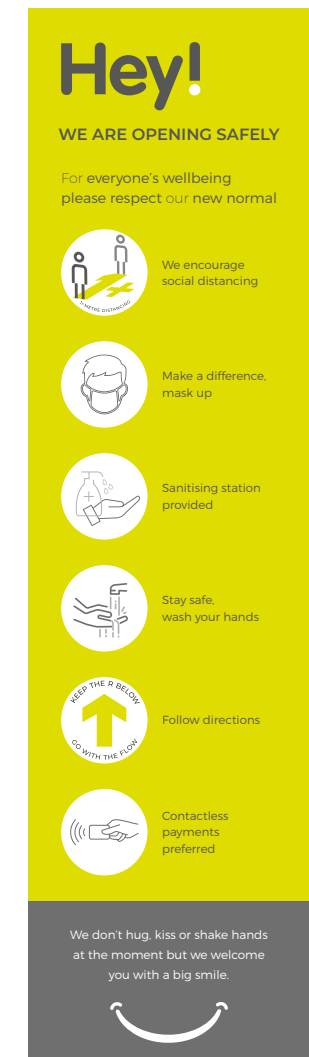 Hey!
WE ARE OPENING SAFELY
For everyone's wellbeing
please respect our new normal
1+ METRE DISTANCING
We encourage
social distancing
Make a difference,
mask up
Sanitising station
provided
Stay safe,
wash your hands
KEEP THE R BELOW
GO WITH THE FLOW
Follow directions
Contactless
payments
preferred
We don't hug, kiss or shake hands
at the moment but we welcome
you with a big smile.